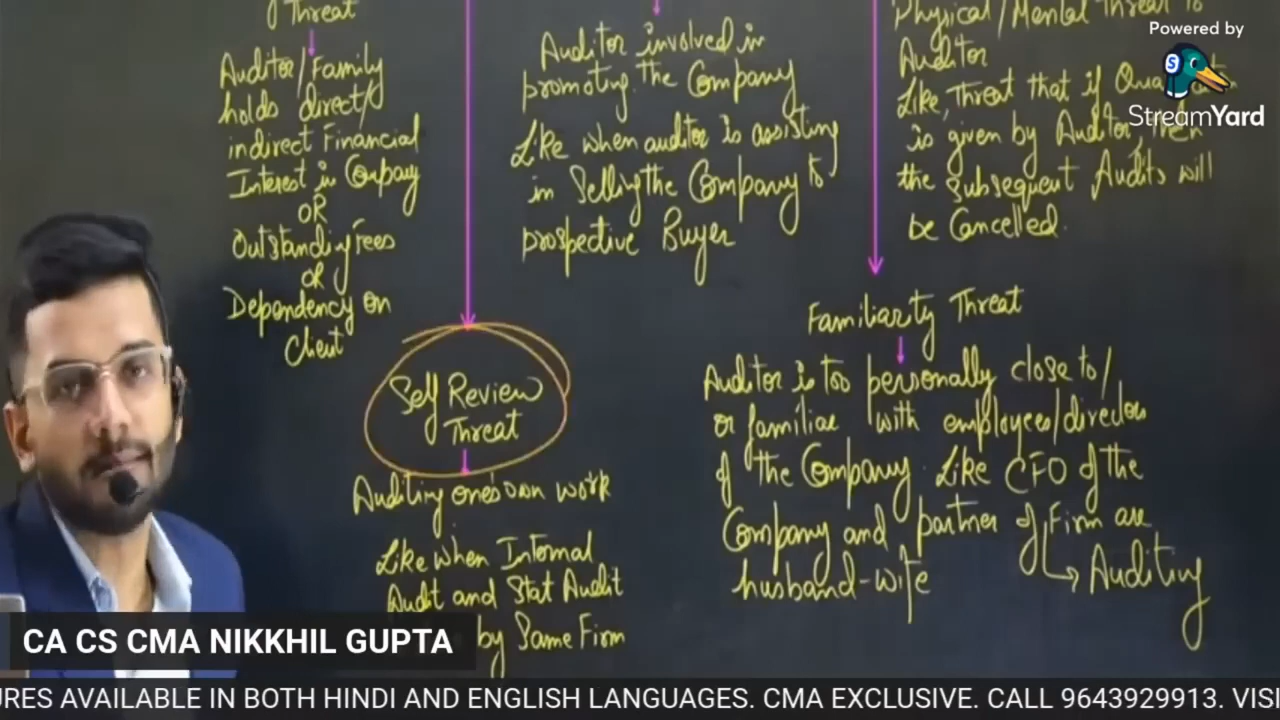 Threat
Auditor/Family
holds direct/
indirect Financial
Interest in Company
OR
Outstanding Fees
OR
Dependency on
Client
Self Review
Threat
Auditing one's own work
Like when Internal
Audit and Stat Audit
by Same Firm
Auditor involved in
promoting the Company
Like when auditor is assisting
in Selling the Company to
prospective Buyer
Physical/Mental Threat to
Auditor
Like, Threat that if
is given by Auditor, then
the subsequent Audits will
be Cancelled.
Familiarity Threat
Auditor is too personally close to/
or familiar with employees/directors
of the Company. Like CFO of the
Company and partner of Firm are
husband-wife
Auditing
Powered by
S
StreamYard
CA CS CMA NIKKHIL GUPTA
URES AVAILABLE IN BOTH HINDI AND ENGLISH LANGUAGES. CMA EXCLUSIVE. CALL 9643929913. VISI